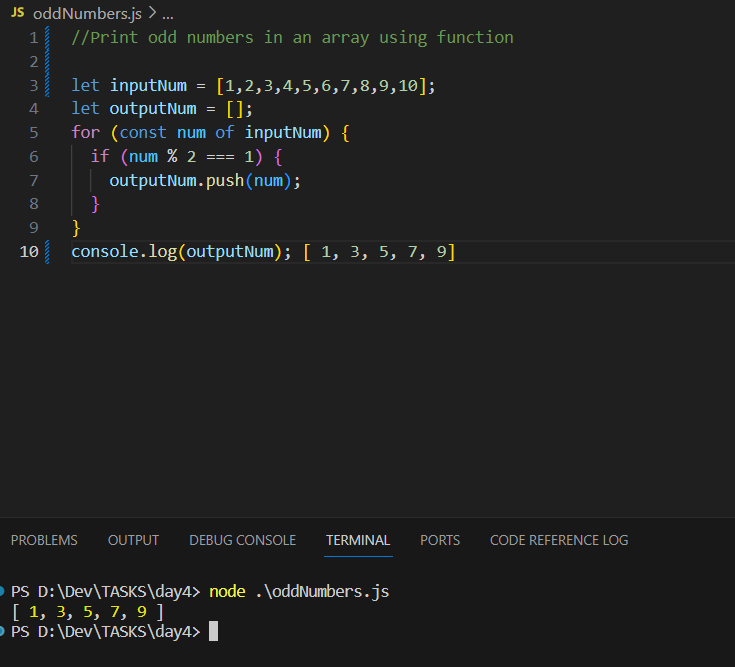 JS oddNumbers.js > ...
1 //Print odd numbers in an array using function
2
3 let inputNum = [1,2,3,4,5,6,7,8,9,10];
4 let outputNum = [];
5 for (const num of inputNum) {
6 if (num % 2 === 1) {
7 outputNum.push(num);
8 }
9 }
10 console.log(outputNum); [ 1, 3, 5, 7, 9]
PROBLEMS OUTPUT DEBUG CONSOLE TERMINAL PORTS CODE REFERENCE LOG
PS D:\Dev\TASKS\day4> node .\oddNumbers.js
[ 1, 3, 5, 7, 9 ]
PS D:\Dev\TASKS\day4>